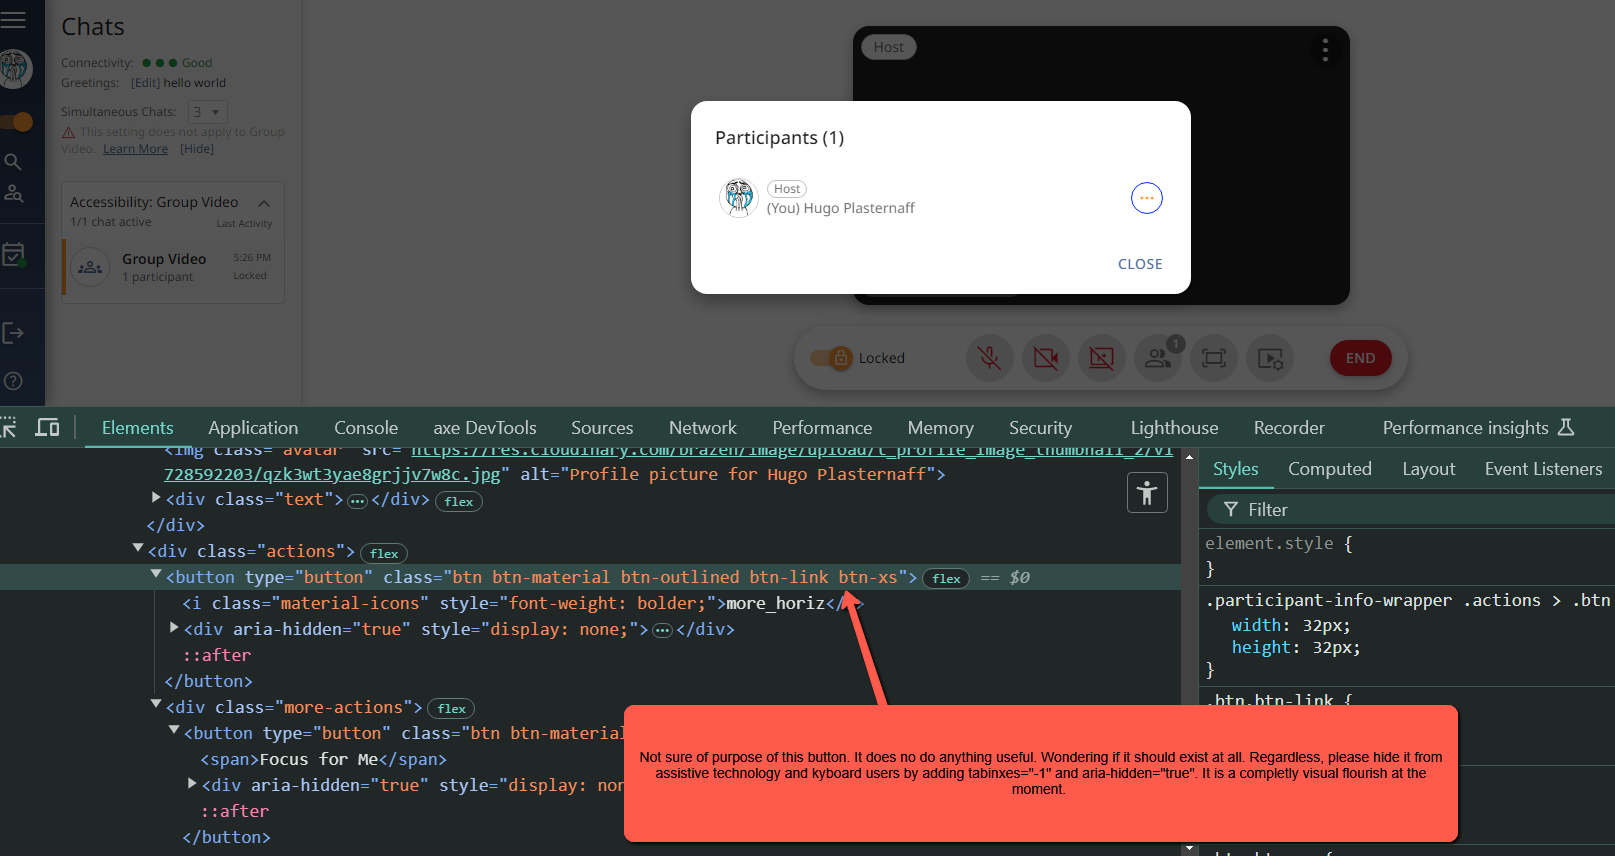 Chats
Connectivity: Good
Greetings: [Edit] hello world
Simultaneous Chats: 3
This setting does not apply to Group
Video. Learn More [Hide]
Accessibility: Group Video
1/1 chat active Last Activity
Group Video 5:26 PM
1 participant Locked
Host
Participants (1)
Host
(You) Hugo Plasternaff
CLOSE
Locked
1
END
Elements Application Console axe DevTools Sources Network Performance Memory Security Lighthouse Recorder Performance insights
<img class="avatar" src="https://res.cloudinary.com/brazen/image/upload/t_profile_image_thumbnail_2/v1
728592203/qzk3wt3yae8grjjv7w8c.jpg" alt="Profile picture for Hugo Plasternaff">
<div class="text"> ••• </div> flex
</div>
<div class="actions"> flex
<button type="button" class="btn btn-material btn-outlined btn-link btn-xs"> flex == $0
<i class="material-icons" style="font-weight: bolder;">more_horiz</
<div aria-hidden="true" style="display: none;"> ••• </div>
::after
</button>
<div class="more-actions"> flex
<button type="button" class="btn btn-material
<span>Focus for Me</span>
<div aria-hidden="true" style="display: non
::after
</button>
Styles Computed Layout Event Listeners
Filter
element.style {
}
.participant-info-wrapper .actions > .btn
width: 32px;
height: 32px;
}
.btn.btn-link {
Not sure of purpose of this button. It does no do anything useful. Wondering if it should exist at all. Regardless, please hide it from
assistive technology and kyboard users by adding tabinxes="-1" and aria-hidden="true". It is a completly visual flourish at the
moment.